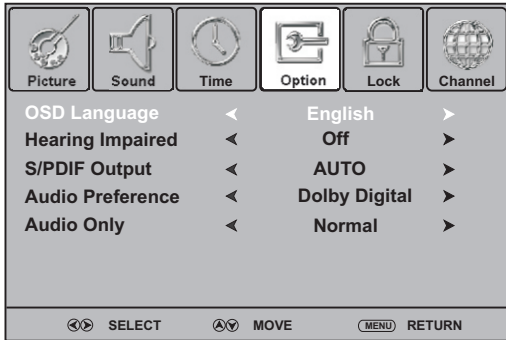 Picture Sound Time Option Lock Channel
OSD Language English
Hearing Impaired Off
S/PDIF Output AUTO
Audio Preference Dolby Digital
Audio Only Normal
SELECT MOVE MENU RETURN